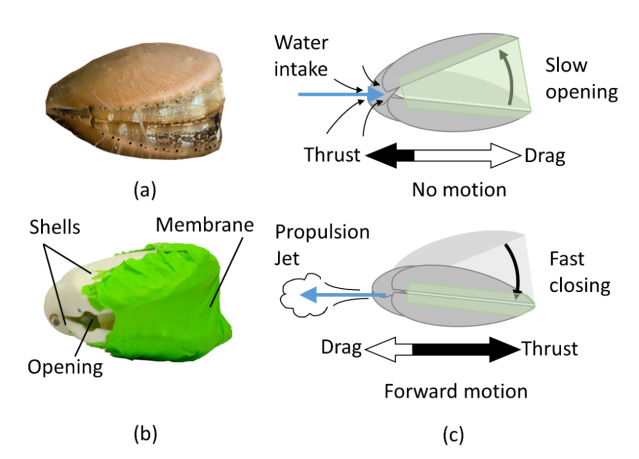 Water
intake
Slow
opening
Thrust
Drag
No motion
(a)
Shells
Membrane
Opening
(b)
Propulsion
Jet
Fast
closing
Drag
Thrust
Forward motion
(c)